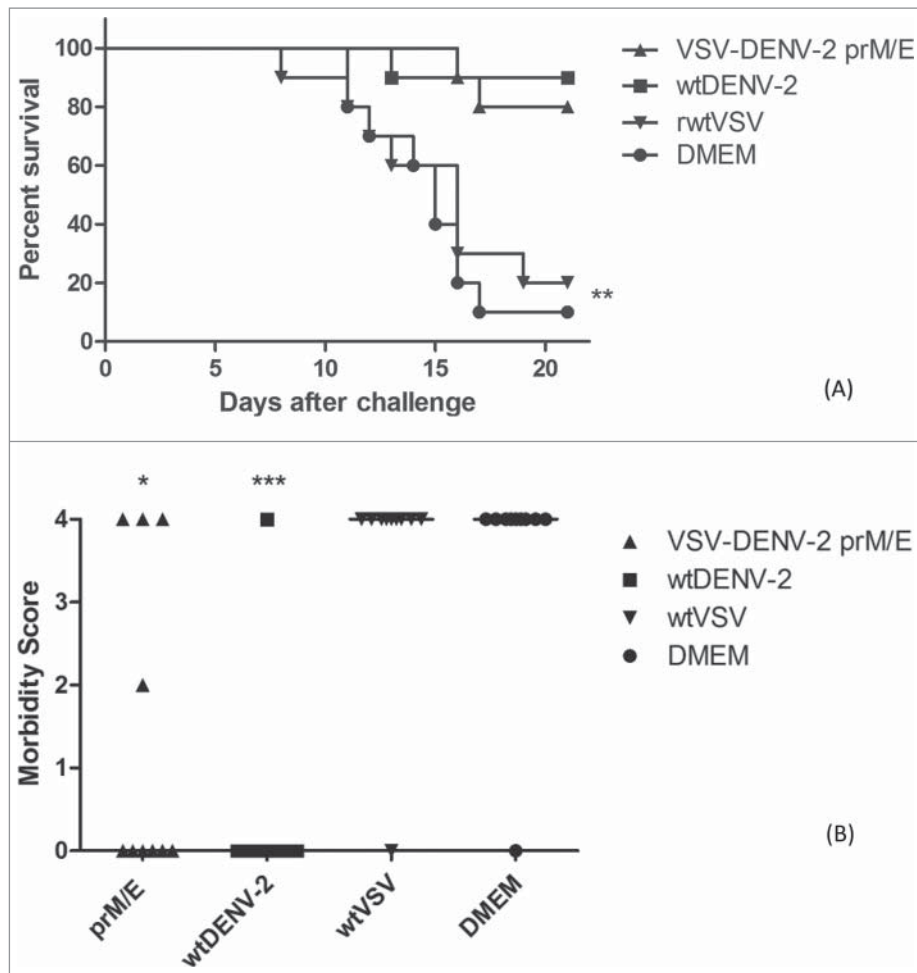 100
80
60
40
20
0
Percent survival
0 5 10 15 20
Days after challenge
VSV-DENV-2 prM/E
wtDENV-2
rwtVSV
DMEM
**
(A)
* ***
4
3
2
1
0
Morbidity Score
prM/E wtDENV-2 wtVSV DMEM
VSV-DENV-2 prM/E
wtDENV-2
wtVSV
DMEM
(B)